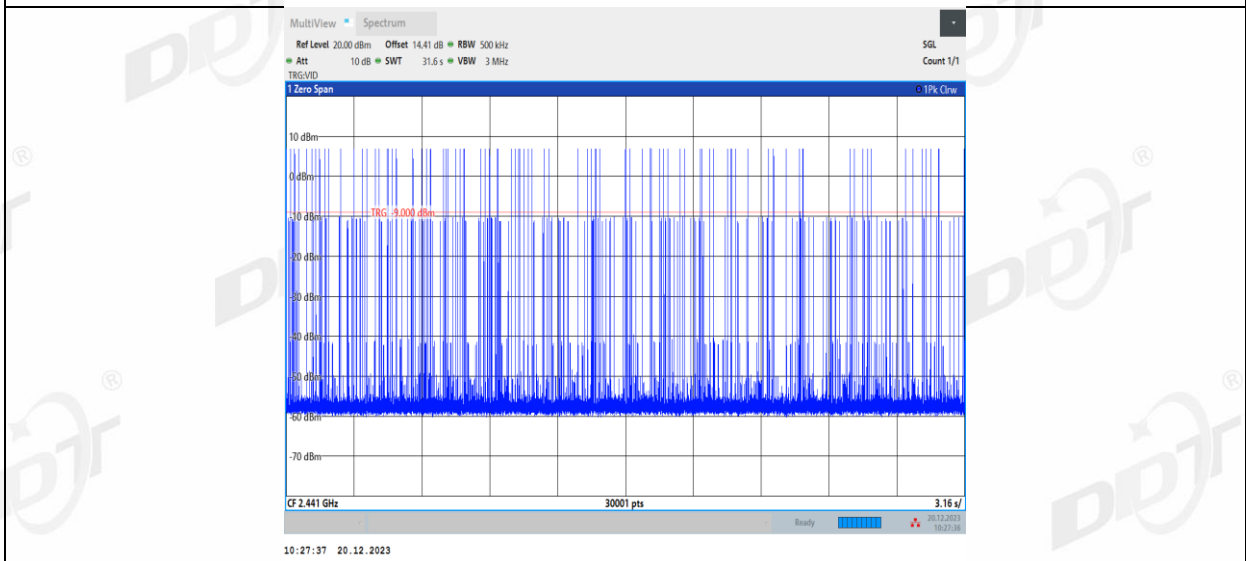 MultiView Spectrum
Ref Level 20.00 dBm Offset 14.41 dB RBW 500 kHz SGL
Att 10 dB SWT 31.6 s VBW 3 MHz Count 1/1
TRG:VID
1 Zero Span 1Pk Clrw
10 dBm
0 dBm
TRG -9.000 dBm
-10 dBm
-20 dBm
-30 dBm
-40 dBm
-50 dBm
-60 dBm
-70 dBm
CF 2.441 GHz 30001 pts 3.16 s/
Ready 20.12.2023
10:27:36
10:27:37 20.12.2023
DDT
®
DDT
®
DDT
®
DDT
®